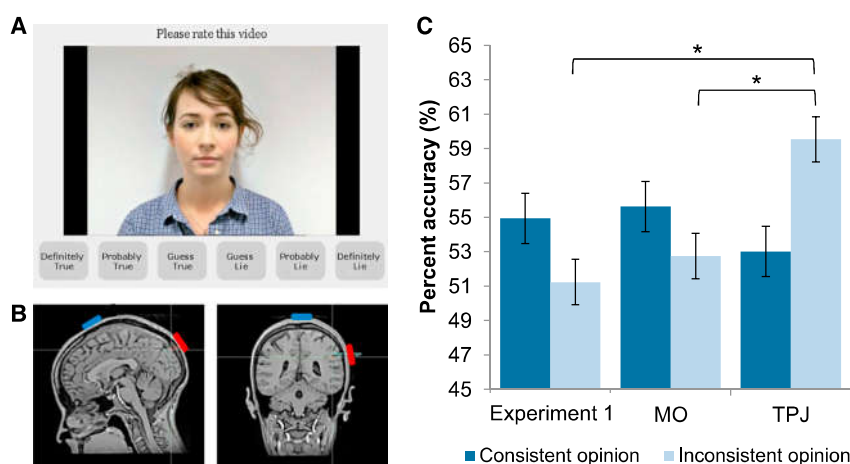 A
Please rate this video
Definitely True
Probably True
Guess True
Guess Lie
Probably Lie
Definitely Lie
B
C
Percent accuracy (%)
65
63
61
59
57
55
53
51
49
47
45
*
*
Experiment 1 MO TPJ
Consistent opinion Inconsistent opinion